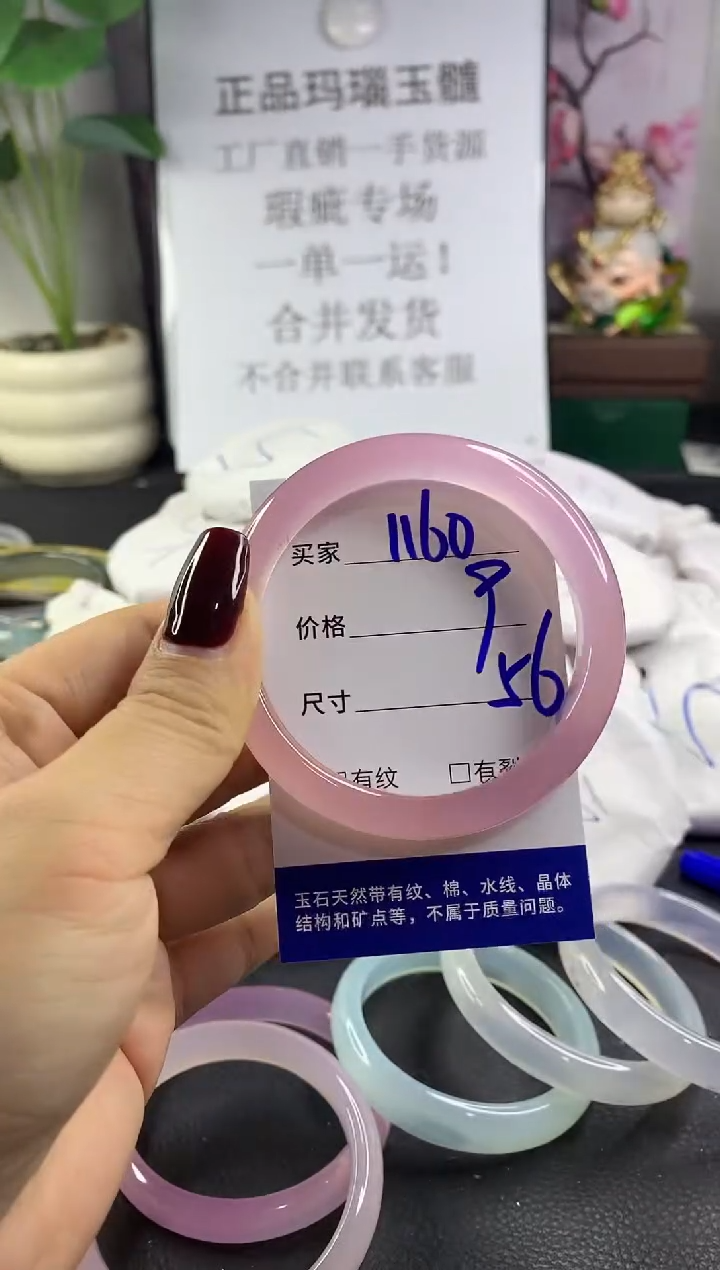 正品玛瑙玉髓
工厂直销一手货源
瑕疵专场
一单一运！
合并发货
不合并联系客服
买家 1160
价格 9
尺寸 56
有纹 □有裂
玉石天然带有纹、棉、水线、晶体
结构和矿点等，不属于质量问题。